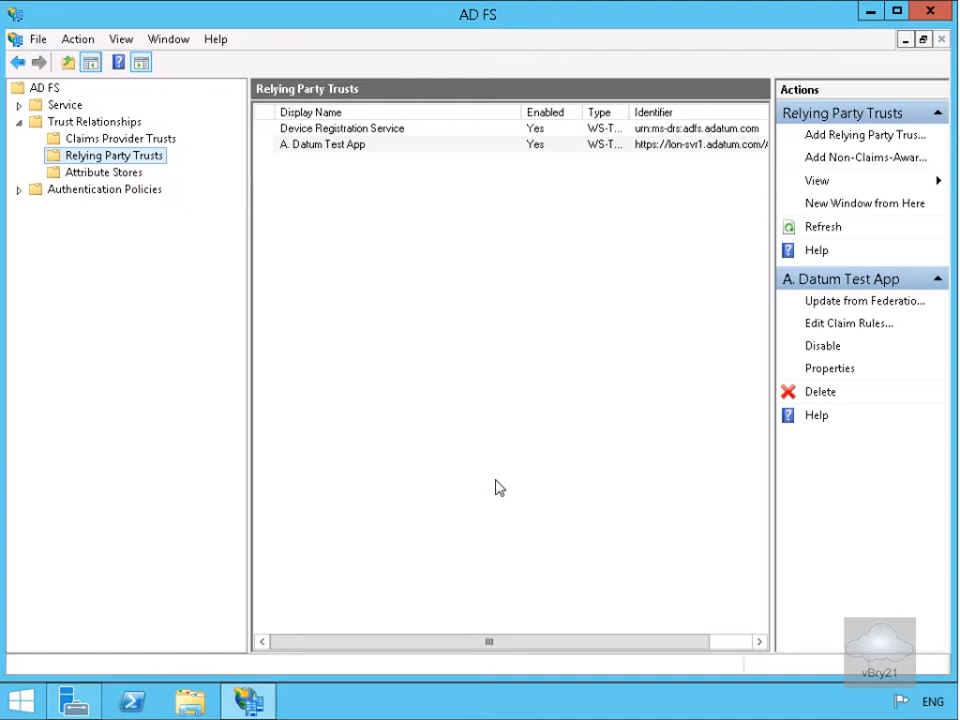 AD FS
File Action View Window Help
AD FS
Service
Trust Relationships
Claims Provider Trusts
Relying Party Trusts
Attribute Stores
Authentication Policies
Relying Party Trusts
Display Name Enabled Type Identifier
Device Registration Service Yes WS-T... urn:ms-drs:adfs.adatum.com
A. Datum Test App Yes WS-T... https://lon-svr1.adatum.com/A
Actions
Relying Party Trusts
Add Relying Party Trus...
Add Non-Claims-Awar...
View
New Window from Here
Refresh
Help
A. Datum Test App
Update from Federatio...
Edit Claim Rules...
Disable
Properties
Delete
Help
vBry21
ENG